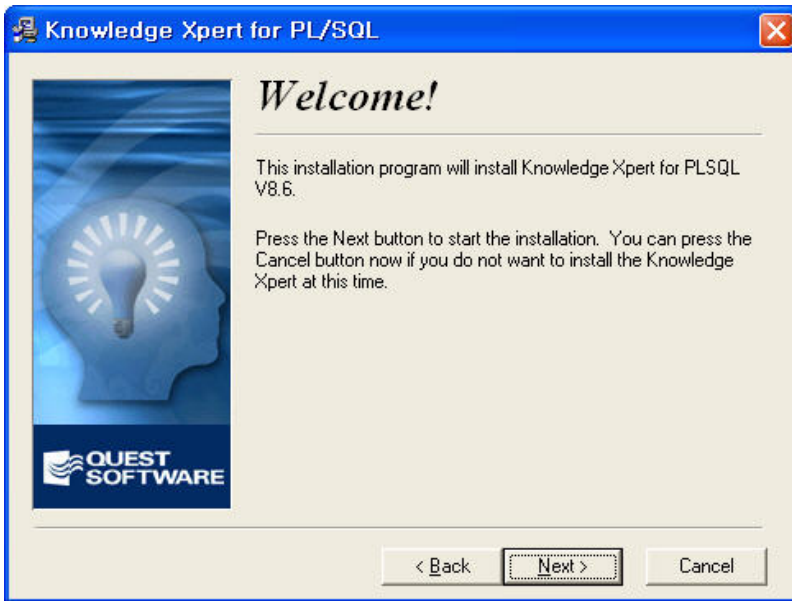 Knowledge Xpert for PL/SQL
Welcome!
This installation program will install Knowledge Xpert for PLSQL
V8.6.
Press the Next button to start the installation.  You can press the
Cancel button now if you do not want to install the Knowledge
Xpert at this time.
QUEST
SOFTWARE
< Back
Next >
Cancel